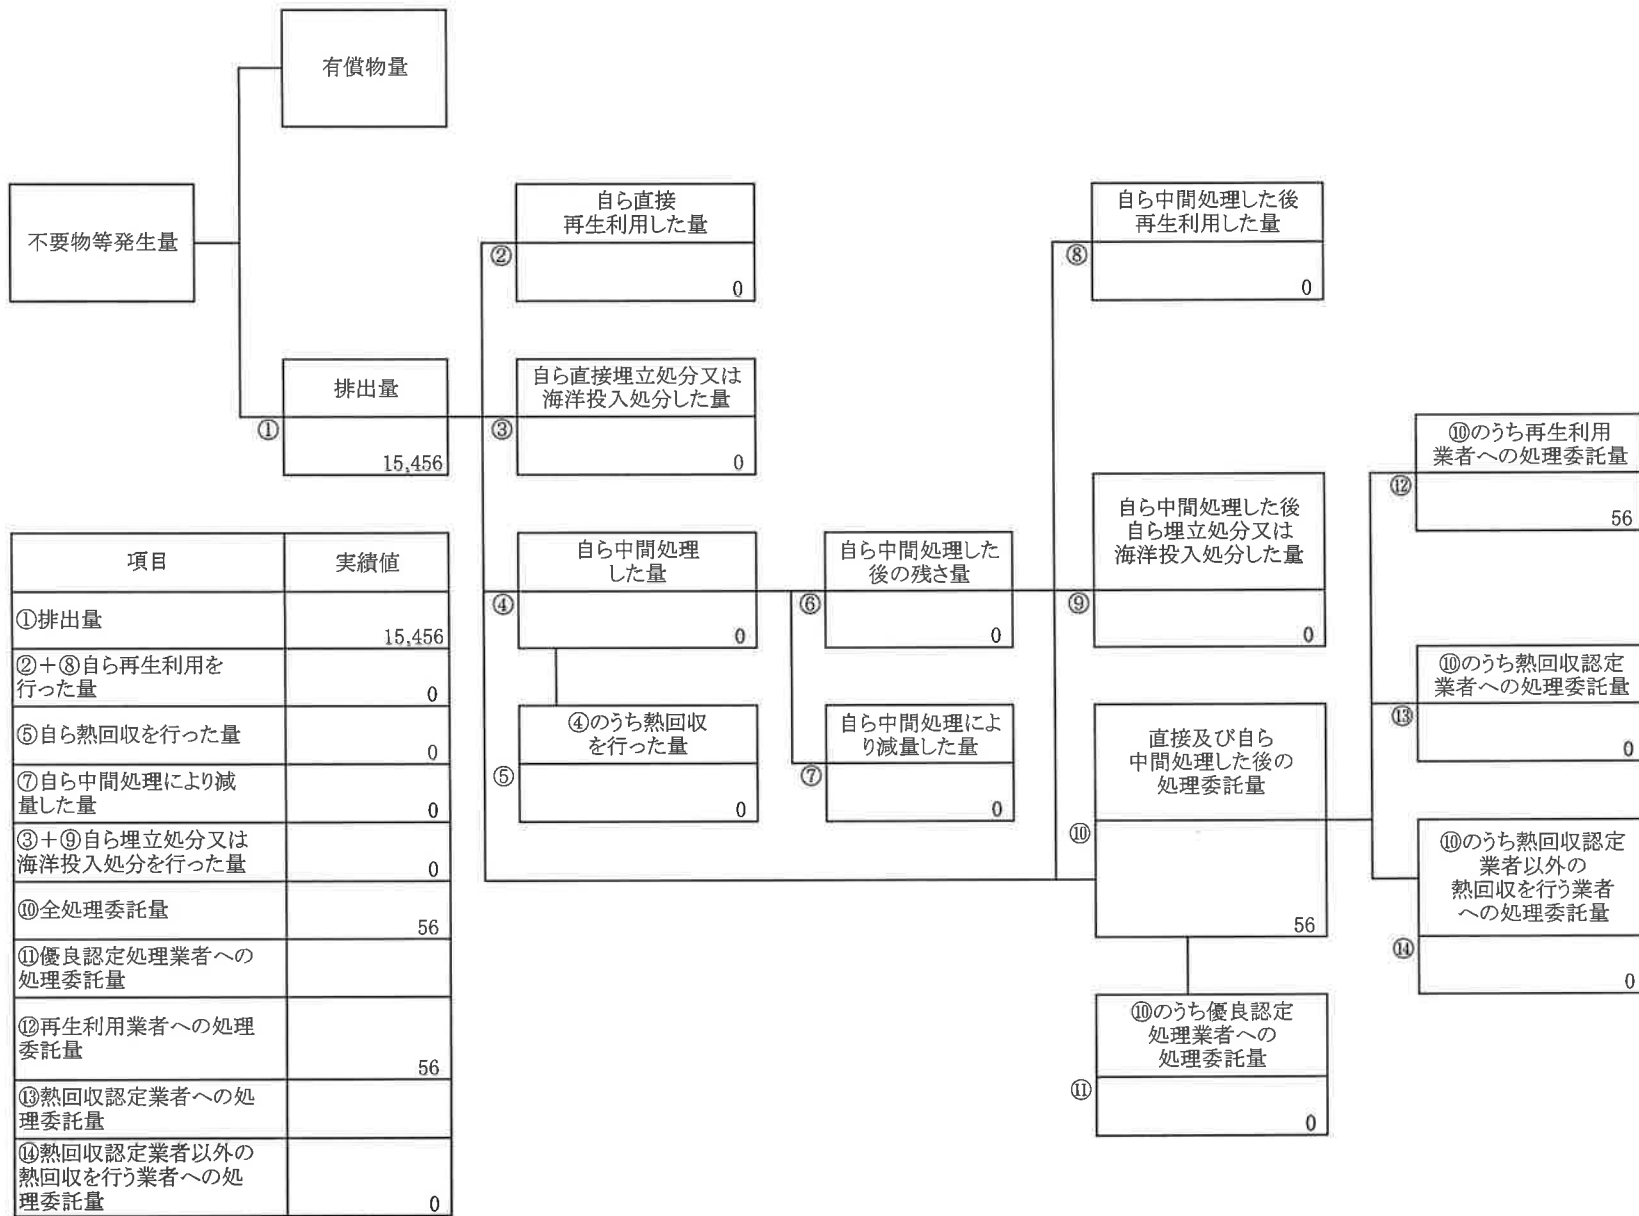 有償物量
不要物等発生量
①
排出量
15,456
②
自ら直接
再生利用した量
0
③
自ら直接埋立処分又は
海洋投入処分した量
0
④
自ら中間処理
した量
0
⑤
④のうち熱回収
を行った量
0
⑥
自ら中間処理した
後の残さ量
0
⑦
自ら中間処理によ
り減量した量
0
⑧
自ら中間処理した後
再生利用した量
0
⑨
自ら中間処理した後
自ら埋立処分又は
海洋投入処分した量
0
⑩
直接及び自ら
中間処理した後の
処理委託量
56
⑪
⑩のうち優良認定
処理業者への
処理委託量
0
⑫
⑩のうち再生利用
業者への処理委託量
56
⑬
⑩のうち熱回収認定
業者への処理委託量
0
⑭
⑩のうち熱回収認定
業者以外の
熱回収を行う業者
への処理委託量
0
項目 実績値
①排出量
15,456
②+⑧自ら再生利用を
行った量
0
⑤自ら熱回収を行った量
0
⑦自ら中間処理により減
量した量
0
③+⑨自ら埋立処分又は
海洋投入処分を行った量
0
⑩全処理委託量
56
⑪優良認定処理業者への
処理委託量
⑫再生利用業者への処理
委託量
56
⑬熱回収認定業者への処
理委託量
⑭熱回収認定業者以外の
熱回収を行う業者への処
理委託量
0